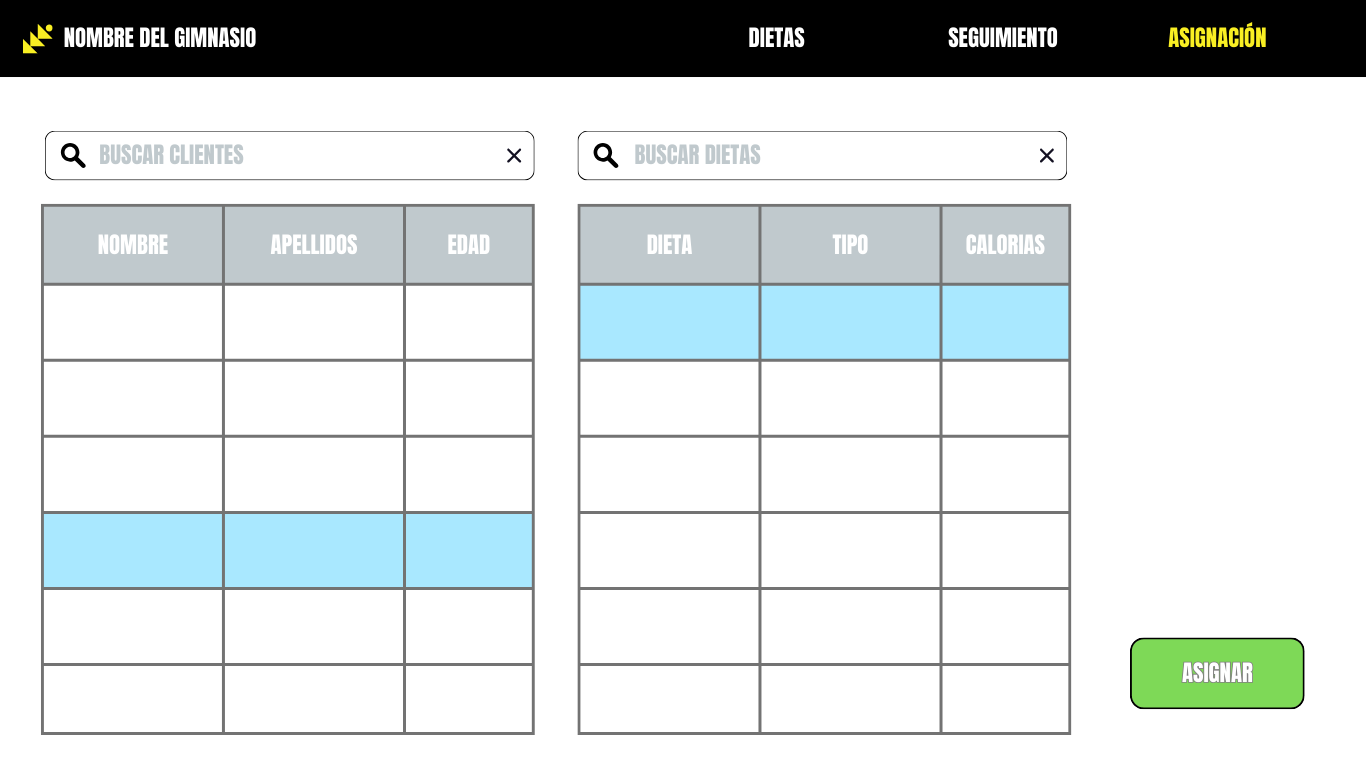 NOMBRE DEL GIMNASIO
DIETAS
SEGUIMIENTO
ASIGNACIÓN
BUSCAR CLIENTES
BUSCAR DIETAS
NOMBRE
APELLIDOS
EDAD
DIETA
TIPO
CALORIAS
ASIGNAR